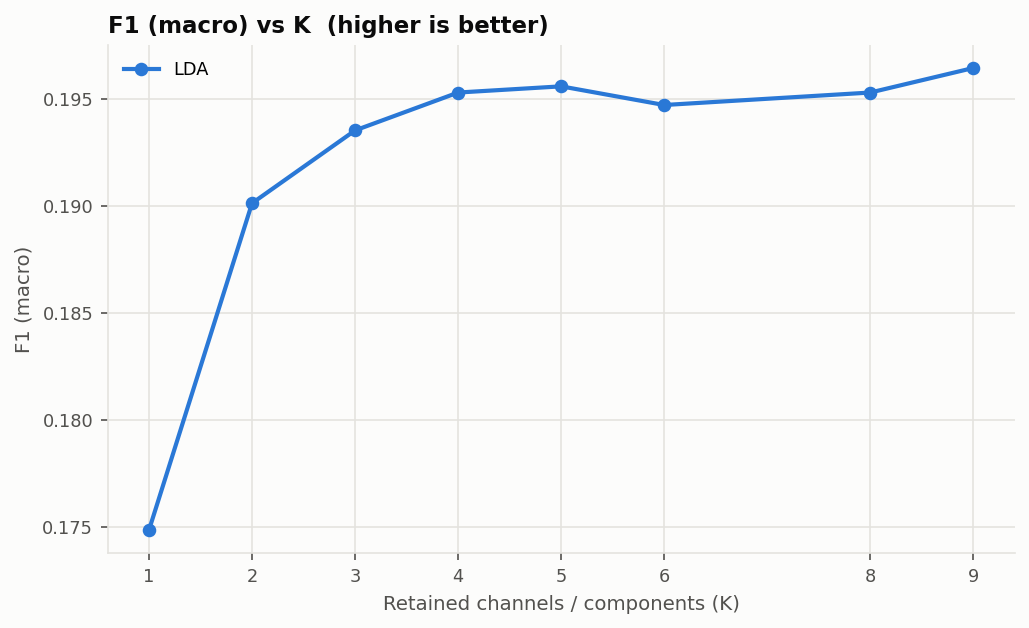 F1 (macro) vs K  (higher is better)
LDA
F1 (macro)
0.195
0.190
0.185
0.180
0.175
1 2 3 4 5 6 8 9
Retained channels / components (K)